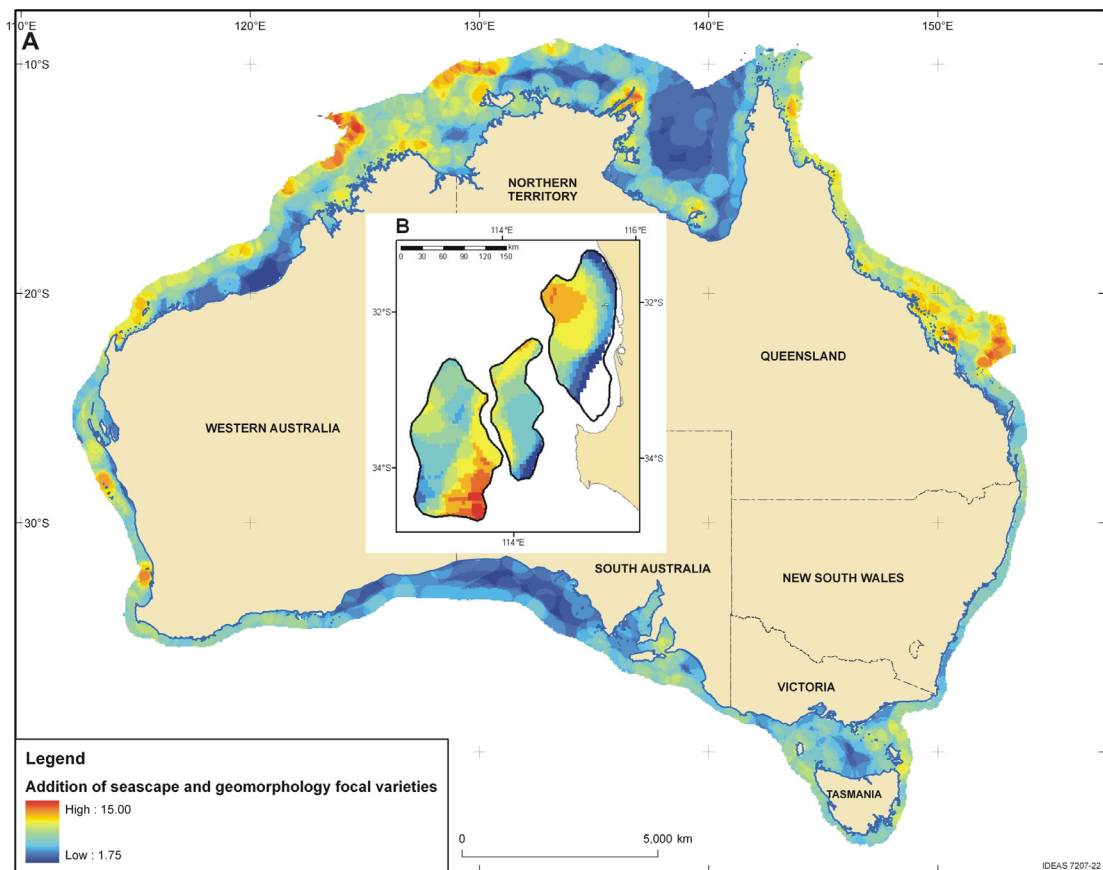 110°E 120°E 130°E 140°E 150°E
A
10°S
20°S
30°S
NORTHERN
TERRITORY
QUEENSLAND
WESTERN AUSTRALIA
SOUTH AUSTRALIA
NEW SOUTH WALES
VICTORIA
TASMANIA
B
114°E 116°E
0 30 60 90 120 150 km
32°S 32°S
34°S 34°S
114°E
Legend
Addition of seascape and geomorphology focal varieties
High : 15.00
Low : 1.75
0 5,000 km
IDEAS 7207-22